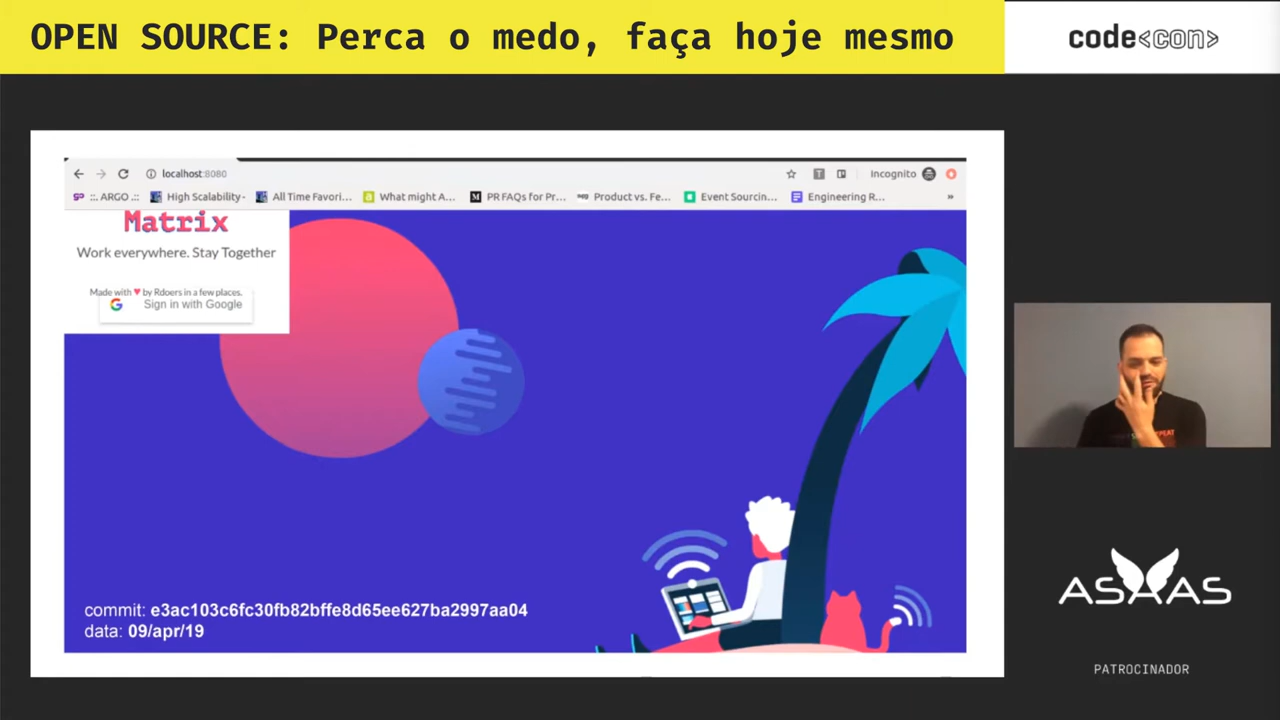 OPEN SOURCE: Perca o medo, faça hoje mesmo
code<con>
localhost:8080
Incognito
::. ARGO .:: High Scalability- All Time Favori... What might A... PR FAQs for Pr... Product vs. Fe... Event Sourcin... Engineering R... »
Matrix
Work everywhere. Stay Together
Made with ♥ by Rdoers in a few places.
Sign in with Google
commit: e3ac103c6fc30fb82bffe8d65ee627ba2997aa04
data: 09/apr/19
ASAAS
PATROCINADOR